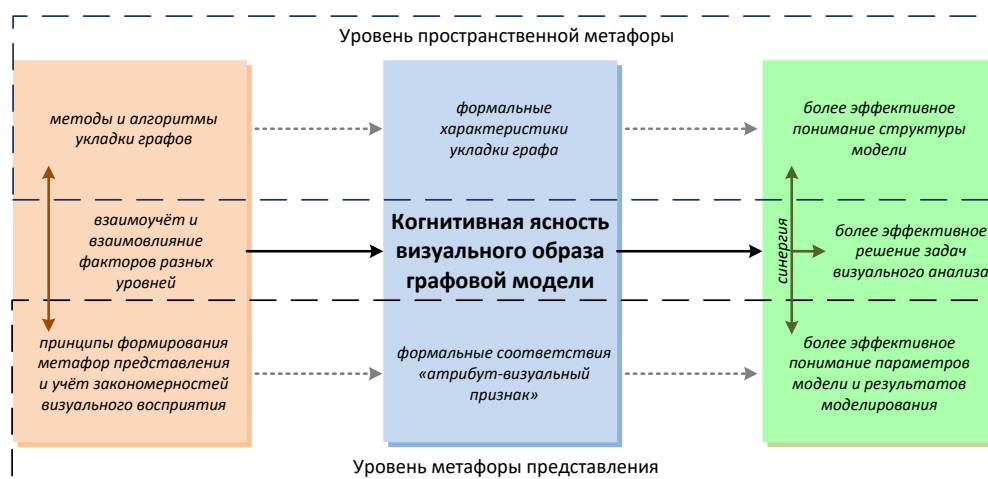 Уровень пространственной метафоры
методы и алгоритмы
укладки графов
формальные
характеристики
укладки графа
более эффективное
понимание структуры
модели
взаимоучёт и
взаимовлияние
факторов разных
уровней
Когнитивная ясность
визуального образа
графовой модели
синергия
более эффективное
решение задач
визуального анализа
принципы формирования
метафор представления
и учёт закономерностей
визуального восприятия
формальные соответствия
«атрибут-визуальный
признак»
более эффективное
понимание параметров
модели и результатов
моделирования
Уровень метафоры представления